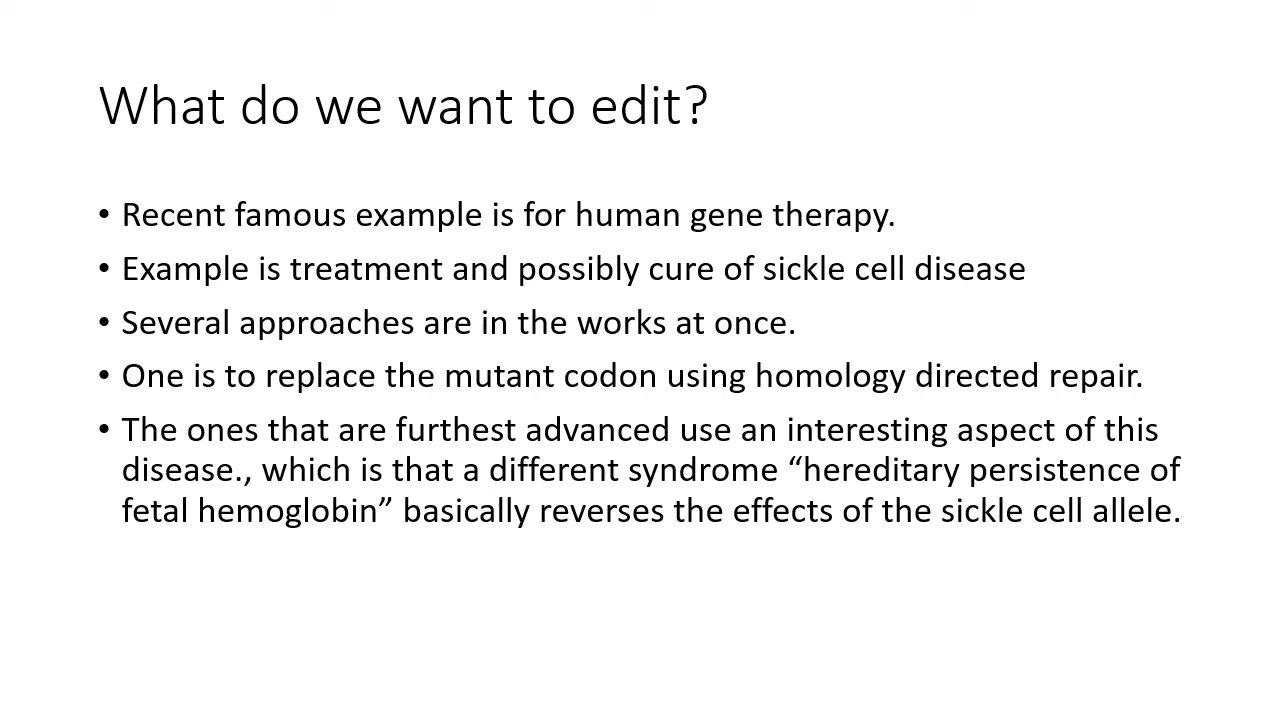 What do we want to edit?
• Recent famous example is for human gene therapy.
• Example is treatment and possibly cure of sickle cell disease
• Several approaches are in the works at once.
• One is to replace the mutant codon using homology directed repair.
• The ones that are furthest advanced use an interesting aspect of this
disease., which is that a different syndrome “hereditary persistence of
fetal hemoglobin” basically reverses the effects of the sickle cell allele.